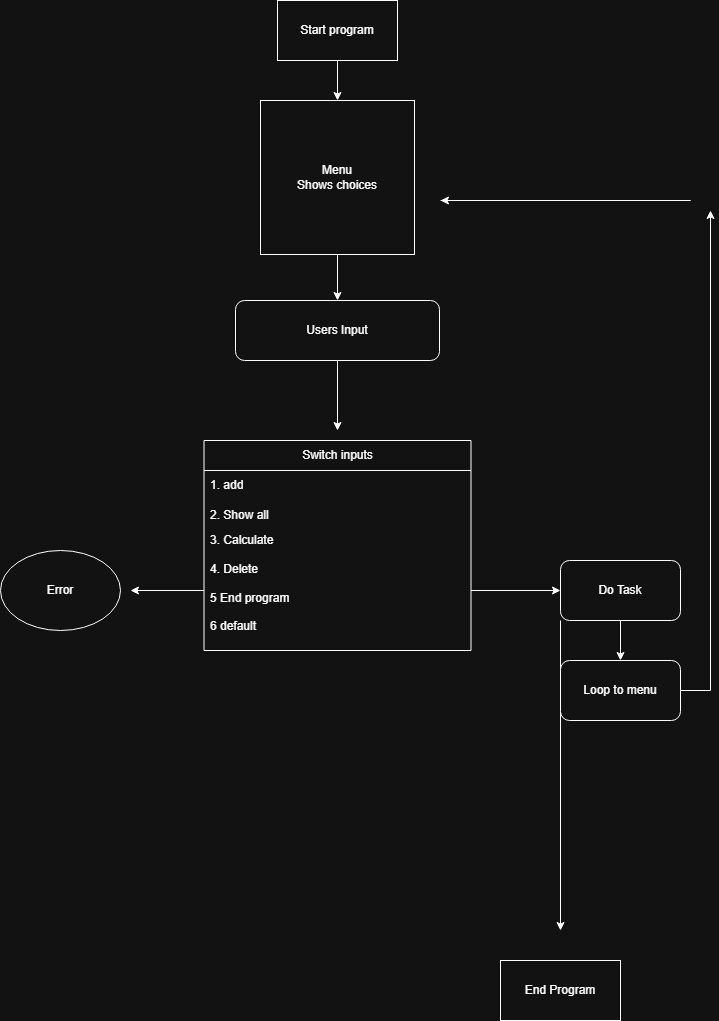 Start program
Menu
Shows choices
Users Input
Switch inputs
1. add
2. Show all
3. Calculate
4. Delete
5 End program
6 default
Error
Do Task
Loop to menu
End Program